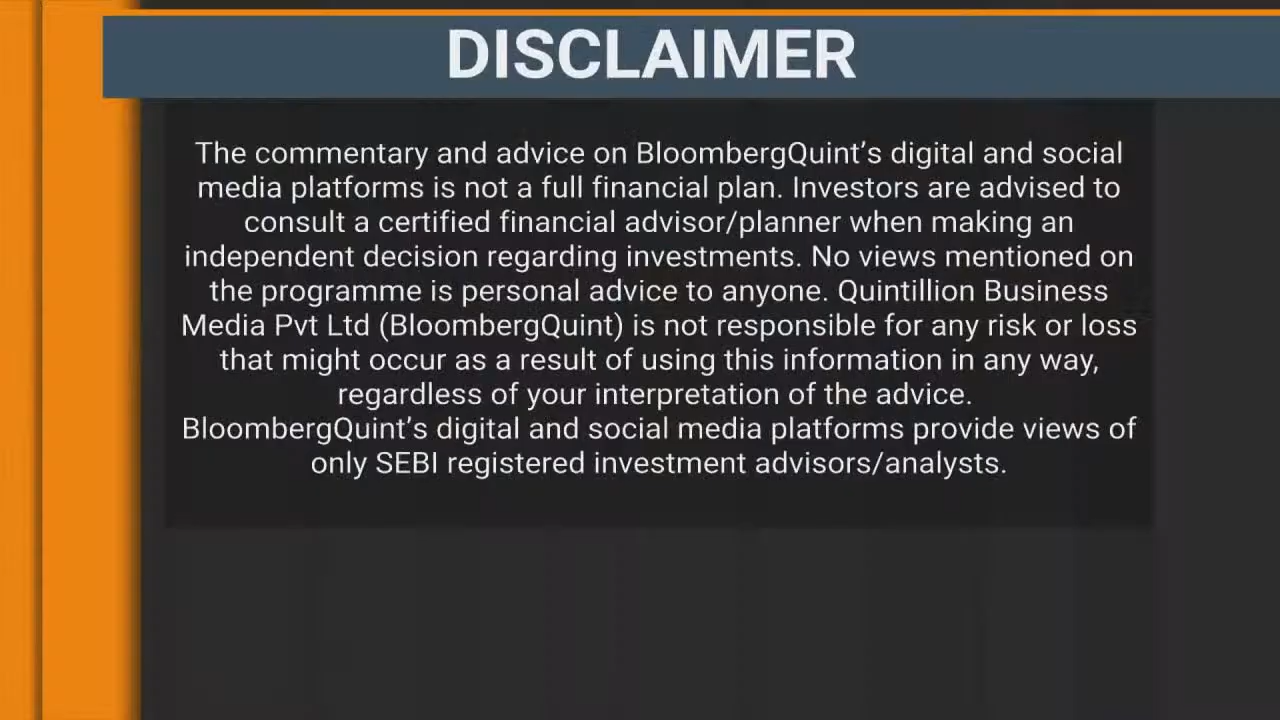 DISCLAIMER
The commentary and advice on BloombergQuint’s digital and social
media platforms is not a full financial plan. Investors are advised to
consult a certified financial advisor/planner when making an
independent decision regarding investments. No views mentioned on
the programme is personal advice to anyone. Quintillion Business
Media Pvt Ltd (BloombergQuint) is not responsible for any risk or loss
that might occur as a result of using this information in any way,
regardless of your interpretation of the advice.
BloombergQuint’s digital and social media platforms provide views of
only SEBI registered investment advisors/analysts.